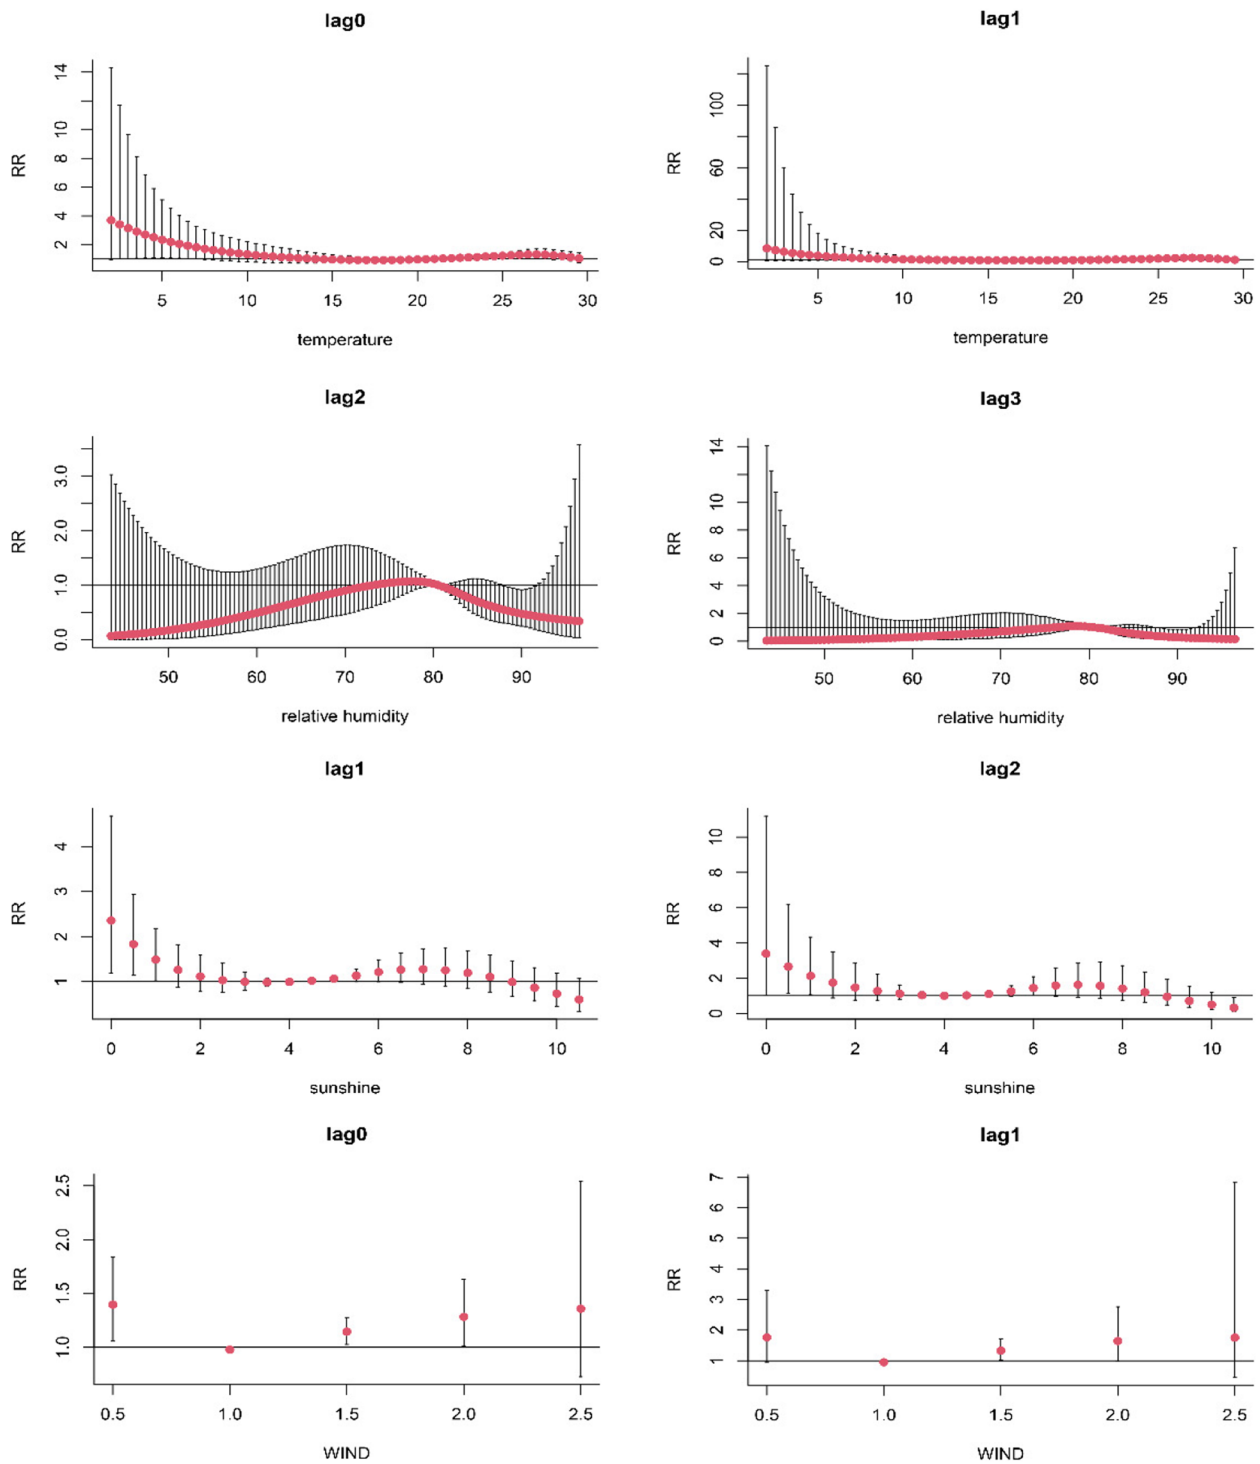 lag0
RR
14
10
8
6
4
2
5 10 15 20 25 30
temperature
lag1
RR
100
60
20
0
5 10 15 20 25 30
temperature
lag2
RR
3.0
2.0
1.0
0.0
50 60 70 80 90
relative humidity
lag3
RR
14
10
8
6
4
2
0
50 60 70 80 90
relative humidity
lag1
RR
4
3
2
1
0 2 4 6 8 10
sunshine
lag2
RR
10
8
6
4
2
0
0 2 4 6 8 10
sunshine
lag0
RR
2.5
2.0
1.5
1.0
0.5 1.0 1.5 2.0 2.5
WIND
lag1
RR
7
6
5
4
3
2
1
0.5 1.0 1.5 2.0 2.5
WIND